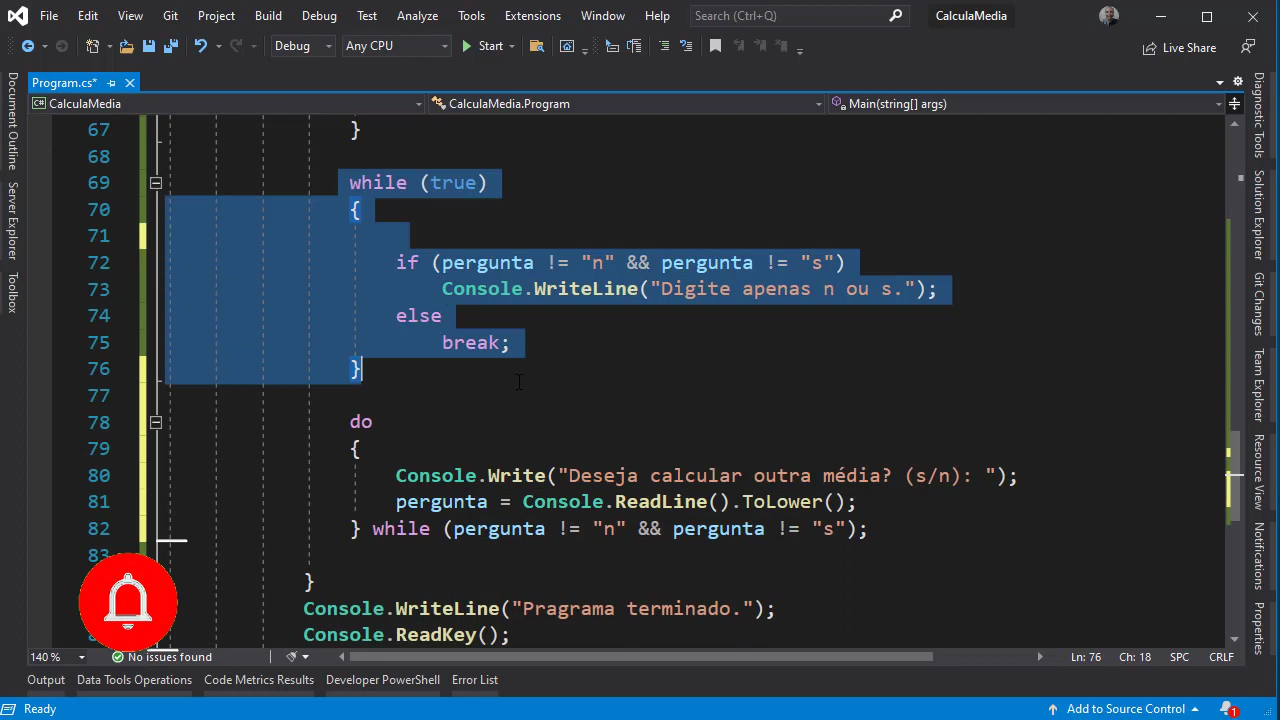 File Edit View Git Project Build Debug Test Analyze Tools Extensions Window Help Search (Ctrl+Q) CalculaMedia
Debug Any CPU Start Live Share
Program.cs*
CalculaMedia CalculaMedia.Program Main(string[] args)
Document Outline
Server Explorer
Toolbox
67 }
68
69 while (true)
70 {
71
72 if (pergunta != "n" && pergunta != "s")
73 Console.WriteLine("Digite apenas n ou s.");
74 else
75 break;
76 }
77
78 do
79 {
80 Console.Write("Deseja calcular outra média? (s/n): ");
81 pergunta = Console.ReadLine().ToLower();
82 } while (pergunta != "n" && pergunta != "s");
83
}
Console.WriteLine("Pragrama terminado.");
Console.ReadKey();
Diagnostic Tools
Solution Explorer
Git Changes
Team Explorer
Resource View
Notifications
Properties
140 % No issues found Ln: 76 Ch: 18 SPC CRLF
Output Data Tools Operations Code Metrics Results Developer PowerShell Error List
Ready Add to Source Control 1